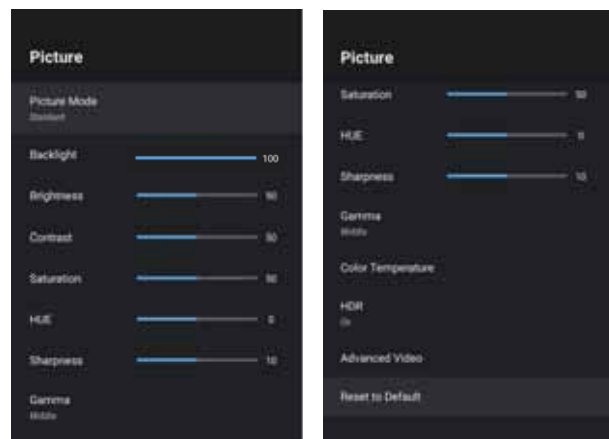 Picture
Picture Mode
Standard
Backlight 100
Brightness 50
Contrast 50
Saturation 50
HUE 0
Sharpness 10
Gamma
Middle
Picture
Saturation 50
HUE 0
Sharpness 10
Gamma
Middle
Color Temperature
HDR
On
Advanced Video
Reset to Default